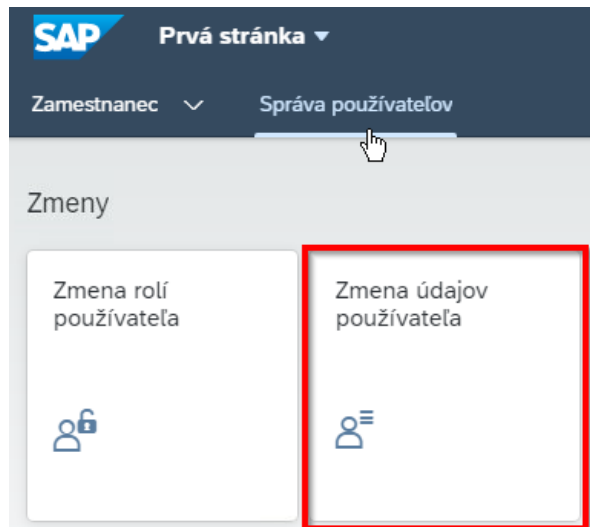 SAP Prvá stránka
Zamestnanec Správa používateľov
Zmeny
Zmena rolí
používateľa
Zmena údajov
používateľa